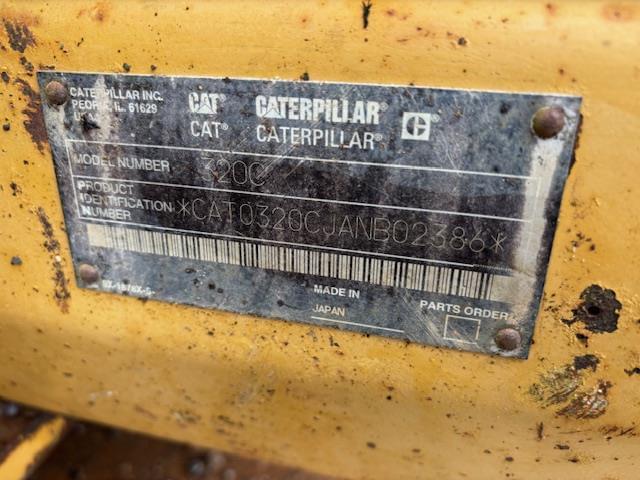 CATERPILLAR INC.
PEORIA, IL. 61629
CAT® CATERPILLAR®
CAT® CATERPILLAR®
MODEL NUMBER 320C
PRODUCT
IDENTIFICATION
NUMBER *CAT0320CJANB02386*
MADE IN
JAPAN
PARTS ORDER